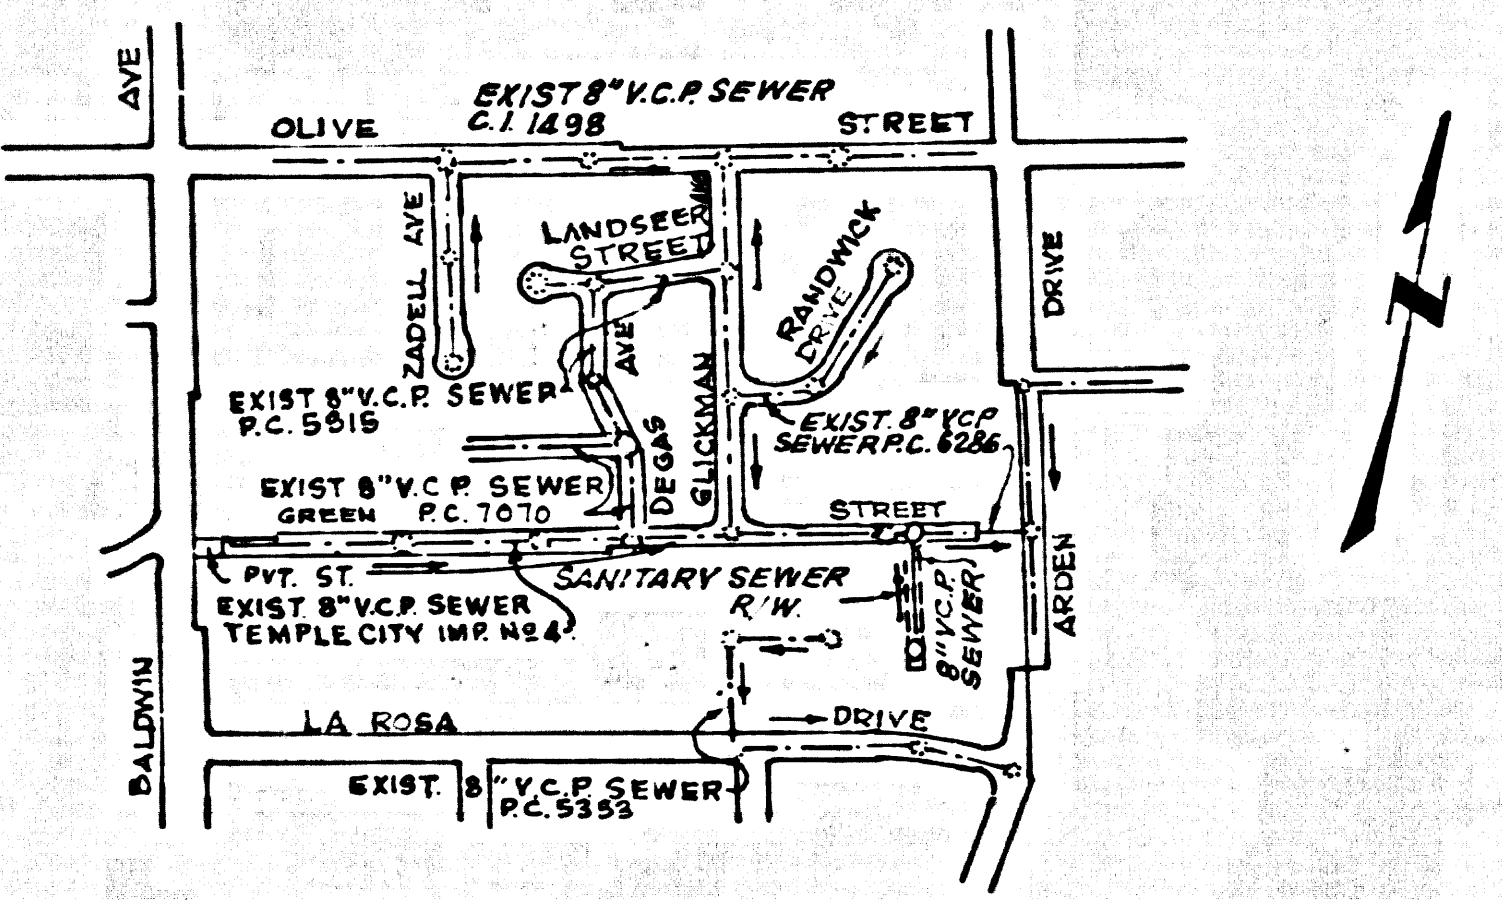 AVE
EXIST 8" V.C.P. SEWER
C.I. 1498
OLIVE STREET
ZADELL AVE
LANDSEER
STREET
RANDWICK
DRIVE
DRIVE
AVE
EXIST 8" V.C.P. SEWER
P.C. 5815
GLICKMAN
DEGAS
EXIST. 8" VCP
SEWER P.C. 6286
EXIST 8" V.C.P. SEWER
P.C. 7070
GREEN STREET
PVT. ST.
SANITARY SEWER
R/W.
EXIST 8" V.C.P. SEWER
TEMPLE CITY IMP. No 4
8" V.C.P.
SEWER
ARDEN
BALDWIN
LA ROSA DRIVE
EXIST. 8" V.C.P. SEWER
P.C. 5353